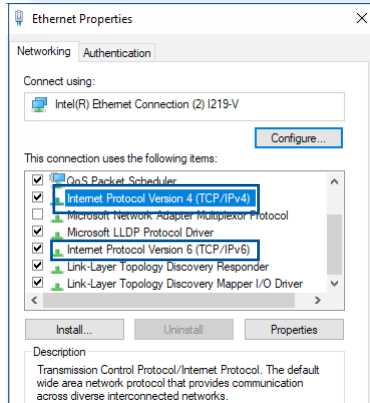 Ethernet Properties
Networking
Authentication
Connect using:
Intel(R) Ethernet Connection (2) I219-V
Configure...
This connection uses the following items:
QoS Packet Scheduler
Internet Protocol Version 4 (TCP/IPv4)
Microsoft Network Adapter Multiplexor Protocol
Microsoft LLDP Protocol Driver
Internet Protocol Version 6 (TCP/IPv6)
Link-Layer Topology Discovery Responder
Link-Layer Topology Discovery Mapper I/O Driver
Install...
Uninstall
Properties
Description
Transmission Control Protocol/Internet Protocol. The default
wide area network protocol that provides communication
across diverse interconnected networks.